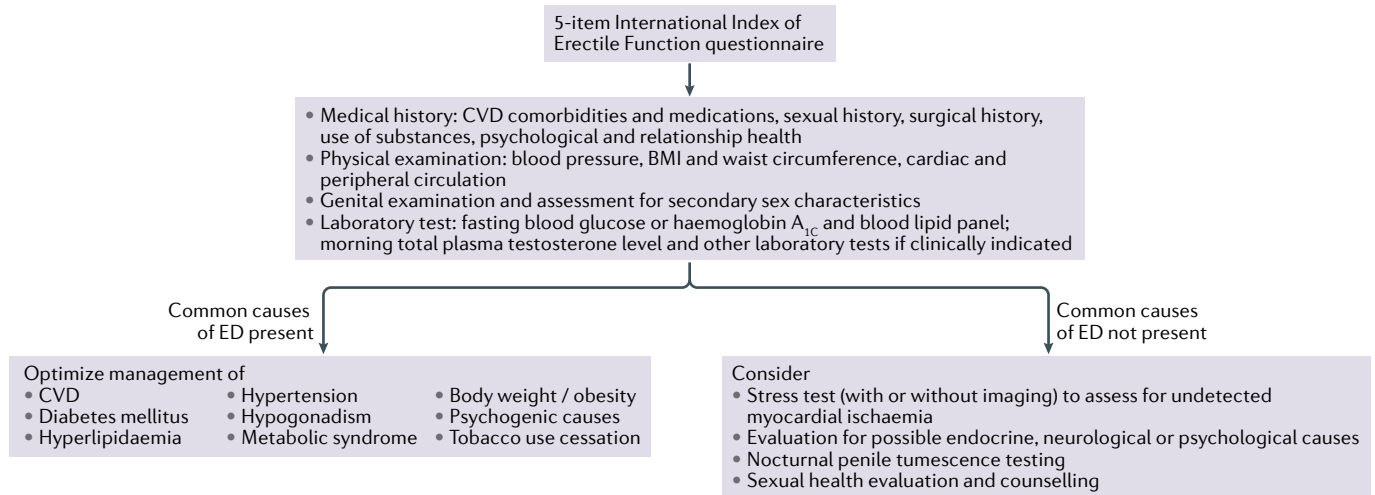 5-item International Index of
Erectile Function questionnaire
• Medical history: CVD comorbidities and medications, sexual history, surgical history,
use of substances, psychological and relationship health
• Physical examination: blood pressure, BMI and waist circumference, cardiac and
peripheral circulation
• Genital examination and assessment for secondary sex characteristics
• Laboratory test: fasting blood glucose or haemoglobin A1C and blood lipid panel;
morning total plasma testosterone level and other laboratory tests if clinically indicated
Common causes
of ED present
Optimize management of
• CVD
• Diabetes mellitus
• Hyperlipidaemia
• Hypertension
• Hypogonadism
• Metabolic syndrome
• Body weight / obesity
• Psychogenic causes
• Tobacco use cessation
Common causes
of ED not present
Consider
• Stress test (with or without imaging) to assess for undetected
myocardial ischaemia
• Evaluation for possible endocrine, neurological or psychological causes
• Nocturnal penile tumescence testing
• Sexual health evaluation and counselling